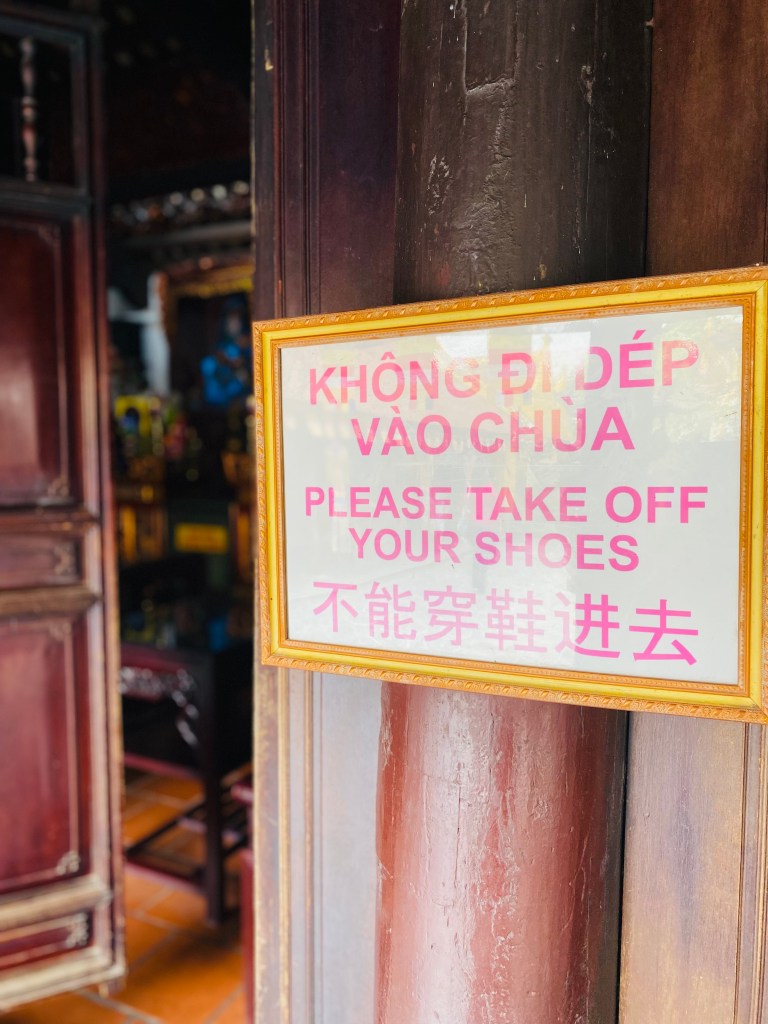 KHÔNG ĐI DÉP
VÀO CHÙA
PLEASE TAKE OFF
YOUR SHOES
不能穿鞋进去